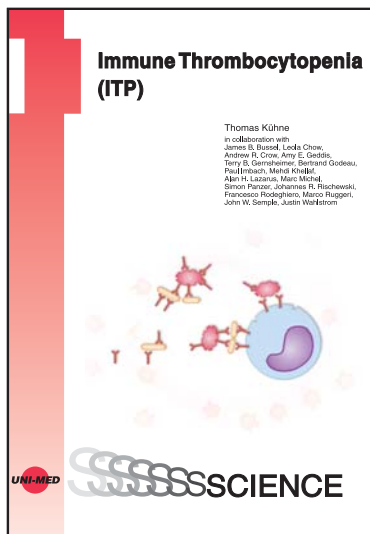 Immune Thrombocytopenia
(ITP)
Thomas Kühne
in collaboration with
James B. Bussel, Leola Chow,
Andrew R. Crow, Amy E. Geddis,
Terry B. Gernsheimer, Bertrand Godeau,
Paul Imbach, Mehdi Khellaf,
Alan H. Lazarus, Marc Michel,
Simon Panzer, Johannes R. Rischewski,
Francesco Rodeghiero, Marco Ruggeri,
John W. Semple, Justin Wahlstrom
UNI-MED
SSSSSSSCIENCE